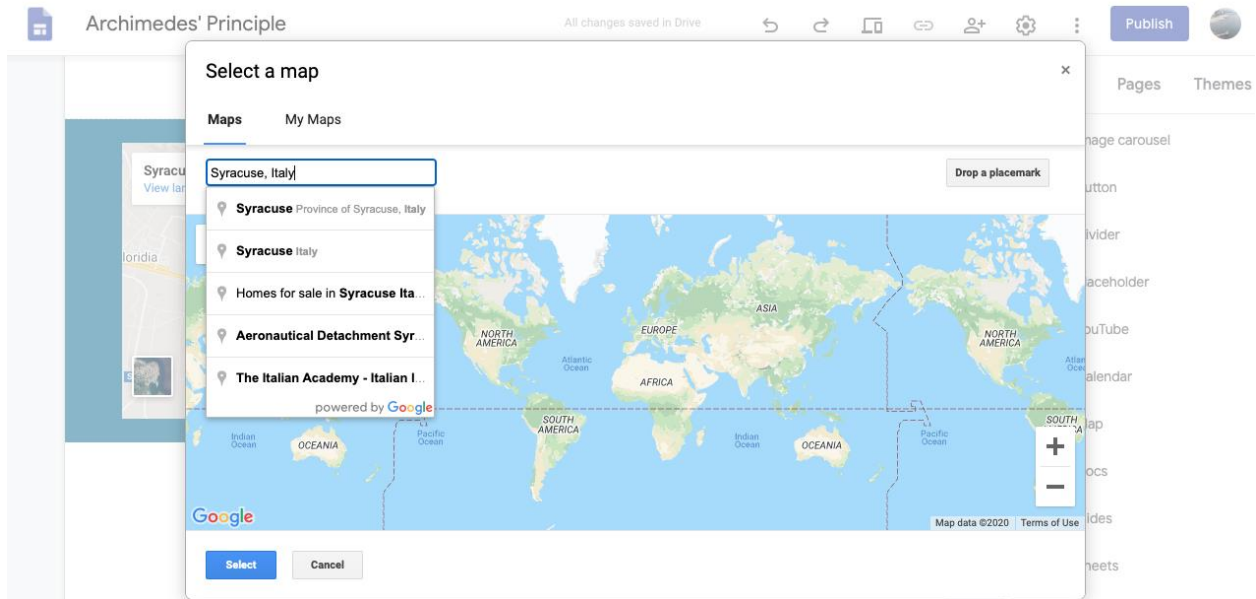 Archimedes' Principle
All changes saved in Drive
Publish
Select a map
×
Pages
Themes
Maps
My Maps
Syracuse, Italy
Drop a placemark
Syracuse Province of Syracuse, Italy
Syracuse Italy
Homes for sale in Syracuse Ita...
Aeronautical Detachment Syr...
The Italian Academy - Italian I...
powered by Google
NORTH AMERICA
EUROPE
ASIA
NORTH AMERICA
Atlantic Ocean
AFRICA
SOUTH AMERICA
SOUTH
Indian Ocean
OCEANIA
Pacific Ocean
Indian Ocean
OCEANIA
Pacific Ocean
Google
Map data ©2020
Terms of Use
Select
Cancel
Syracu
View lan
loridia
nage carousel
utton
ivider
aceholder
ouTube
alendar
ap
ocs
ides
heets